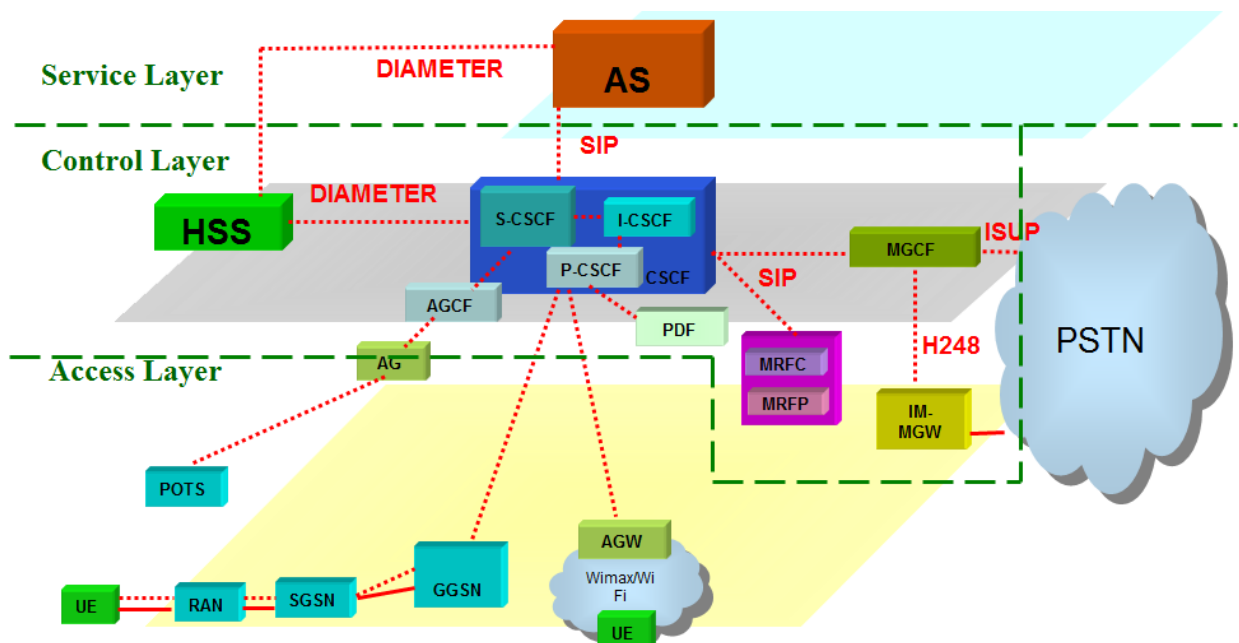 AS
DIAMETER
Service Layer
SIP
Control Layer
DIAMETER
HSS
S-CSCF
I-CSCF
ISUP
MGCF
P-CSCF
CSCF
SIP
AGCF
PDF
PSTN
H248
AG
MRFC
Access Layer
MRFP
IM-
MGW
POTS
AGW
Wimax/Wi
Fi
GGSN
SGSN
RAN
UE
UE